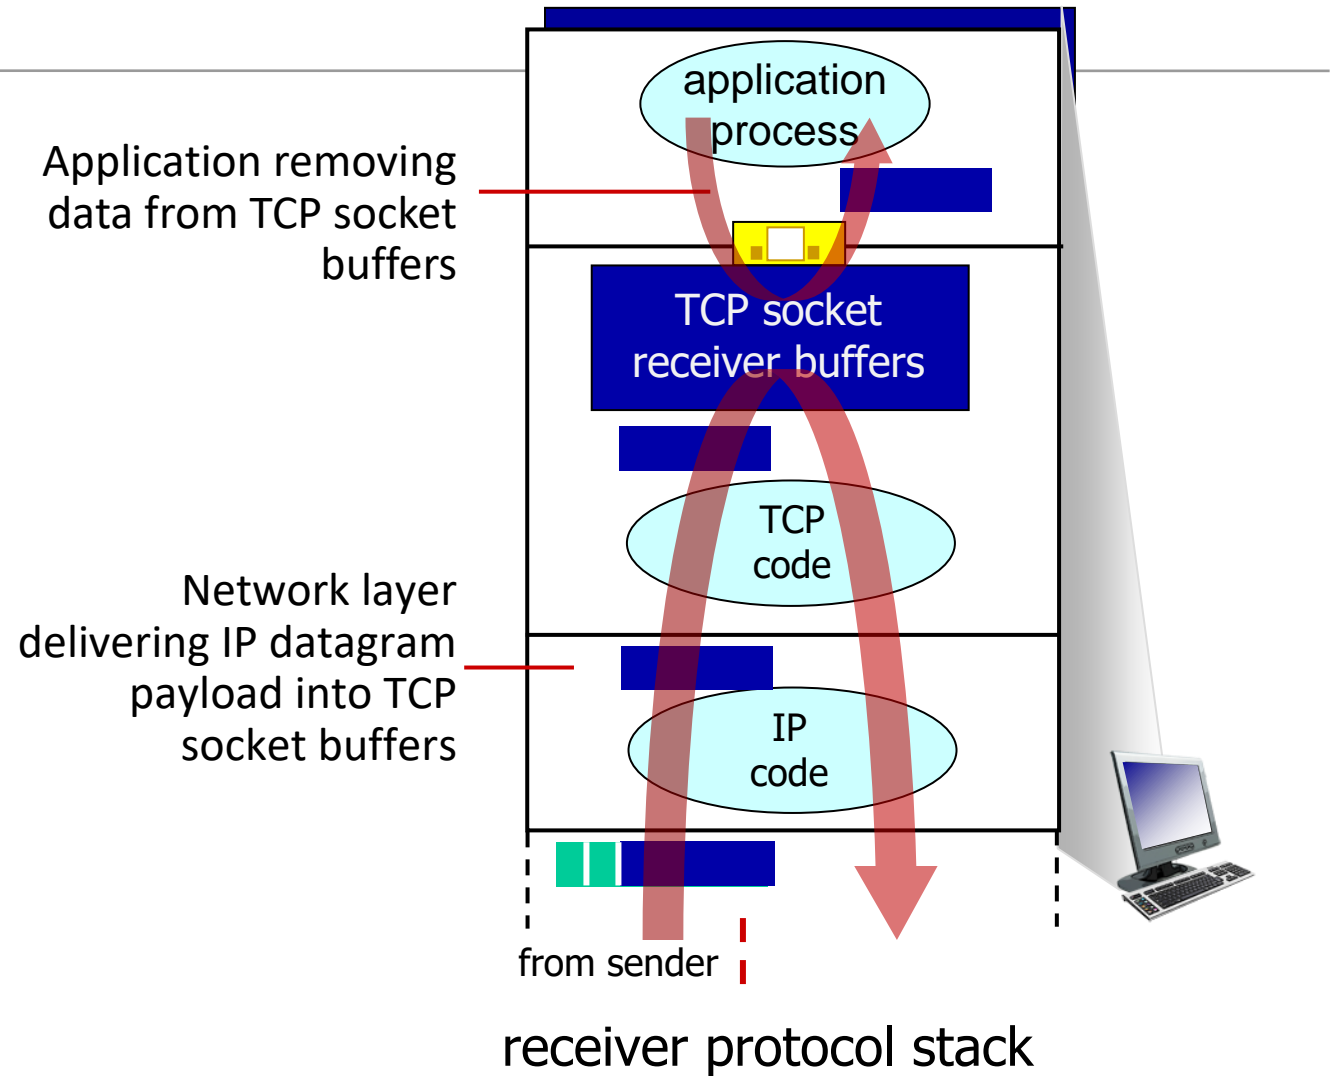 application
process
Application removing
data from TCP socket
buffers
TCP socket
receiver buffers
TCP
code
Network layer
delivering IP datagram
payload into TCP
socket buffers
IP
code
from sender
receiver protocol stack